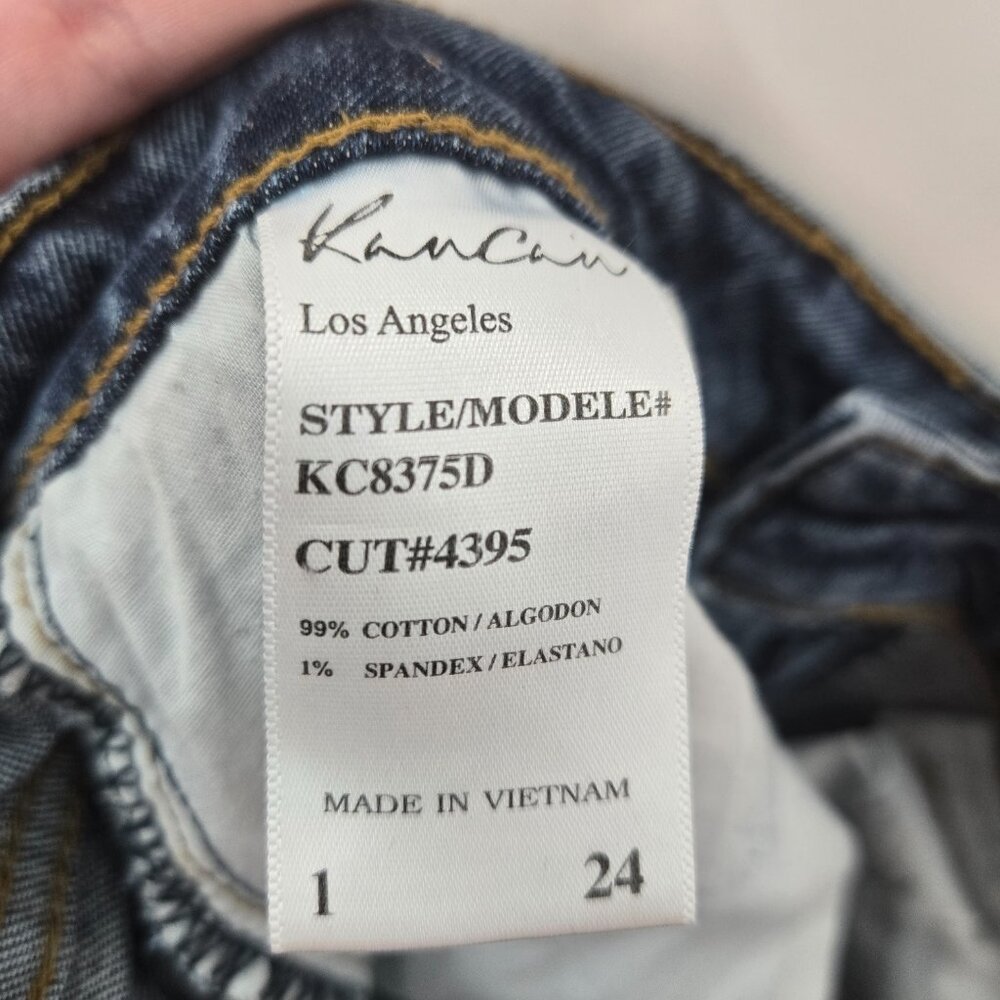 KanCan
Los Angeles
STYLE/MODELE#
KC8375D
CUT#4395
99% COTTON / ALGODON
1% SPANDEX / ELASTANO
MADE IN VIETNAM
1 24